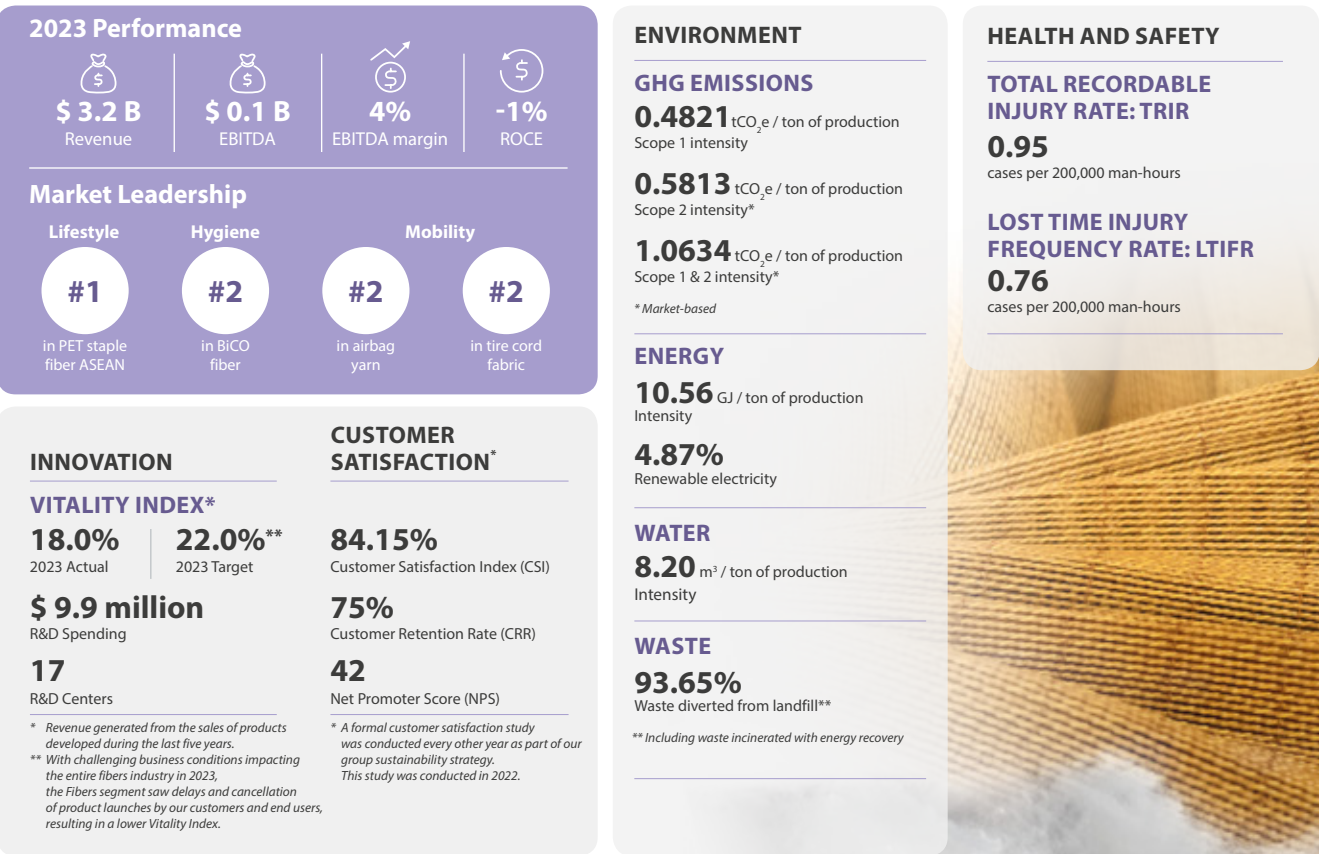 2023 Performance
$ 3.2 B
Revenue
$ 0.1 B
EBITDA
4%
EBITDA margin
-1%
ROCE
Market Leadership
Lifestyle
#1
in PET staple
fiber ASEAN
Hygiene
#2
in BiCO
fiber
Mobility
#2
in airbag
yarn
#2
in tire cord
fabric
INNOVATION
VITALITY INDEX*
18.0%
2023 Actual
22.0%**
2023 Target
$ 9.9 million
R&D Spending
17
R&D Centers
* Revenue generated from the sales of products
developed during the last five years.
** With challenging business conditions impacting
the entire fibers industry in 2023,
the Fibers segment saw delays and cancellation
of product launches by our customers and end users,
resulting in a lower Vitality Index.
CUSTOMER
SATISFACTION*
84.15%
Customer Satisfaction Index (CSI)
75%
Customer Retention Rate (CRR)
42
Net Promoter Score (NPS)
* A formal customer satisfaction study
was conducted every other year as part of our
group sustainability strategy.
This study was conducted in 2022.
ENVIRONMENT
GHG EMISSIONS
0.4821 tCO₂e / ton of production
Scope 1 intensity
0.5813 tCO₂e / ton of production
Scope 2 intensity*
1.0634 tCO₂e / ton of production
Scope 1 & 2 intensity*
* Market-based
ENERGY
10.56 GJ / ton of production
Intensity
4.87%
Renewable electricity
WATER
8.20 m³ / ton of production
Intensity
WASTE
93.65%
Waste diverted from landfill**
** Including waste incinerated with energy recovery
HEALTH AND SAFETY
TOTAL RECORDABLE
INJURY RATE: TRIR
0.95
cases per 200,000 man-hours
LOST TIME INJURY
FREQUENCY RATE: LTIFR
0.76
cases per 200,000 man-hours